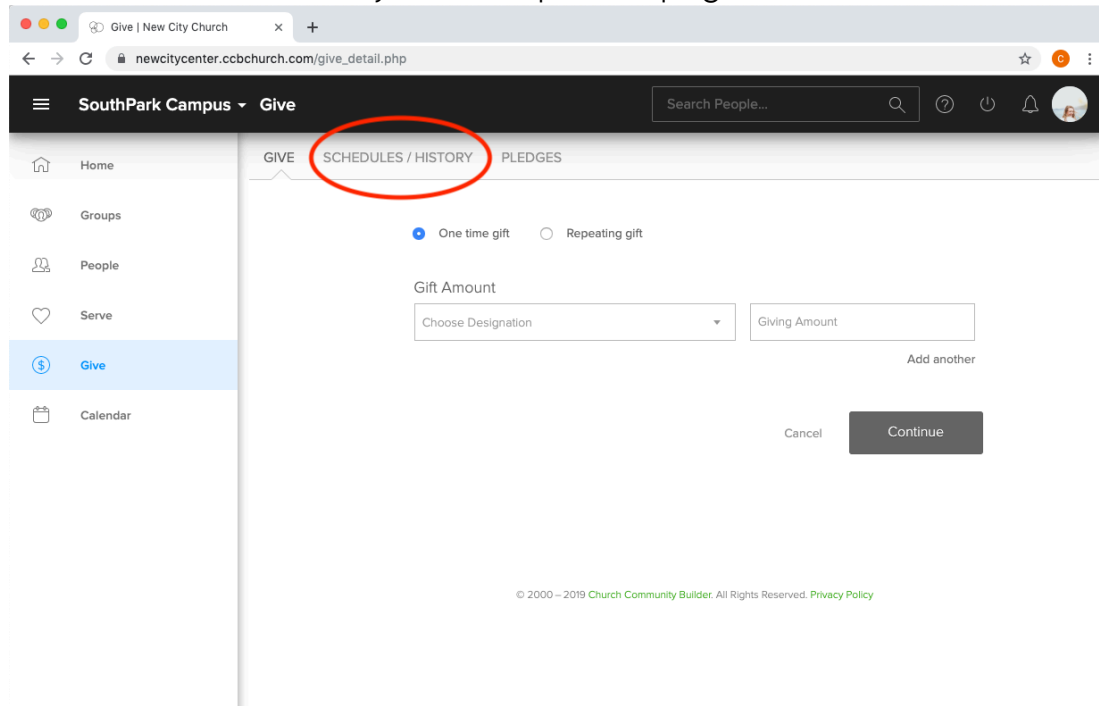 Give | New City Church
newcitycenter.ccbchurch.com/give_detail.php
C
SouthPark Campus Give
Search People...
GIVE SCHEDULES / HISTORY PLEDGES
Home
Groups
People
Serve
Give
Calendar
One time gift Repeating gift
Gift Amount
Choose Designation Giving Amount
Add another
Cancel Continue
© 2000 – 2019 Church Community Builder. All Rights Reserved. Privacy Policy